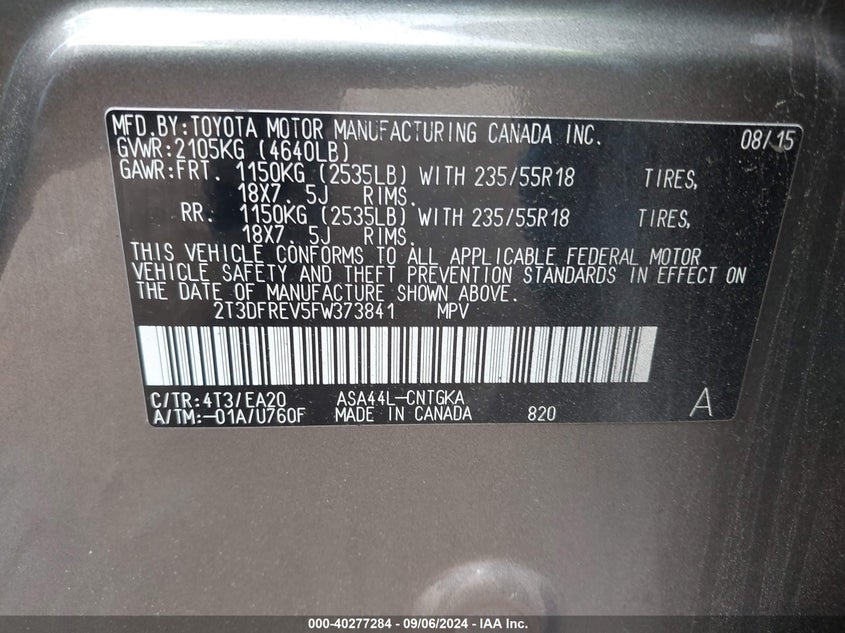 MFD.BY:TOYOTA MOTOR MANUFACTURING CANADA INC. 08/15
GVWR:2105KG (4640LB)
GAWR:FRT. 1150KG (2535LB) WITH 235/55R18 TIRES,
18X7. 5J RIMS.
RR. 1150KG (2535LB) WITH 235/55R18 TIRES,
18X7. 5J RIMS.
THIS VEHICLE CONFORMS TO ALL APPLICABLE FEDERAL MOTOR
VEHICLE SAFETY AND THEFT PREVENTION STANDARDS IN EFFECT ON
THE DATE OF MANUFACTURE SHOWN ABOVE.
2T3DFREV5FW373841 MPV
C/TR:4T3/EA20 ASA44L-CNTGKA
A/TM:-01A/U760F MADE IN CANADA 820 A
000-40277284 - 09/06/2024 - IAA Inc.